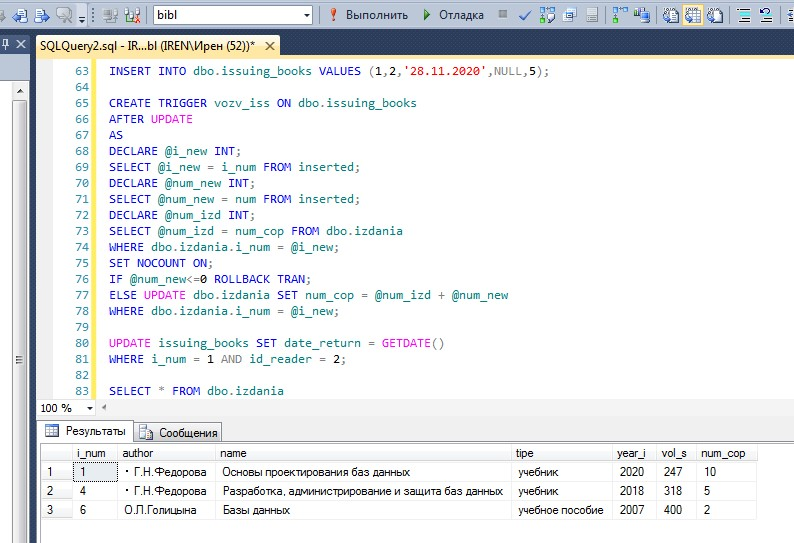 bibl Выполнить Отладка
SQLQuery2.sql - IR...bl (IREN\Ирен (52))*
63 INSERT INTO dbo.issuing_books VALUES (1,2,'28.11.2020',NULL,5);
64
65 CREATE TRIGGER vozv_iss ON dbo.issuing_books
66 AFTER UPDATE
67 AS
68 DECLARE @i_new INT;
69 SELECT @i_new = i_num FROM inserted;
70 DECLARE @num_new INT;
71 SELECT @num_new = num FROM inserted;
72 DECLARE @num_izd INT;
73 SELECT @num_izd = num_cop FROM dbo.izdania
74 WHERE dbo.izdania.i_num = @i_new;
75 SET NOCOUNT ON;
76 IF @num_new<=0 ROLLBACK TRAN;
77 ELSE UPDATE dbo.izdania SET num_cop = @num_izd + @num_new
78 WHERE dbo.izdania.i_num = @i_new;
79
80 UPDATE issuing_books SET date_return = GETDATE()
81 WHERE i_num = 1 AND id_reader = 2;
82
83 SELECT * FROM dbo.izdania
100 %
Результаты Сообщения
i_num author name tipe year_i vol_s num_cop
1 1 · Г.Н.Федорова Основы проектирования баз данных учебник 2020 247 10
2 4 · Г.Н.Федорова Разработка, администрирование и защита баз данных учебник 2018 318 5
3 6 О.Л.Голицына Базы данных учебное пособие 2007 400 2